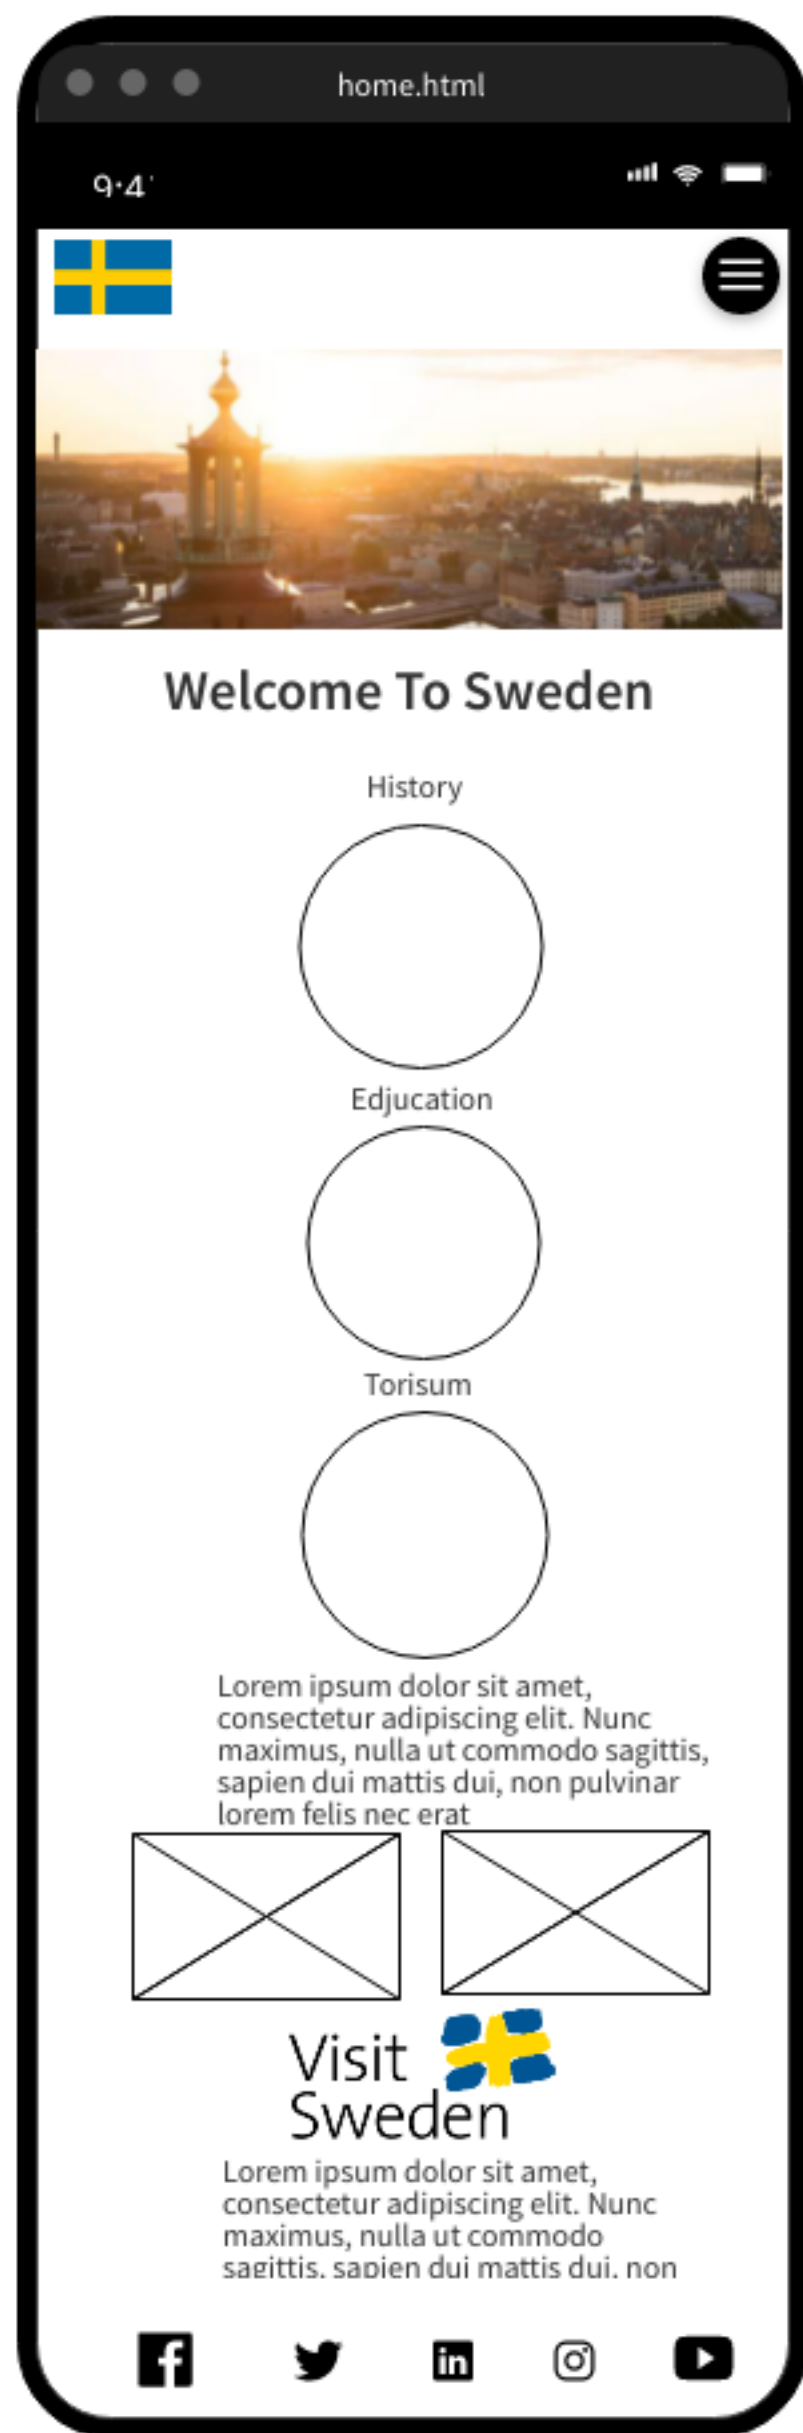 home.html
Welcome To Sweden
History
Edjucation
Torisum
Lorem ipsum dolor sit amet,
consectetur adipiscing elit. Nunc
maximus, nulla ut commodo sagittis,
sapien dui mattis dui, non pulvinar
lorem felis nec erat
Visit
Sweden
Lorem ipsum dolor sit amet,
consectetur adipiscing elit. Nunc
maximus, nulla ut commodo
sagittis, sapien dui mattis dui, non